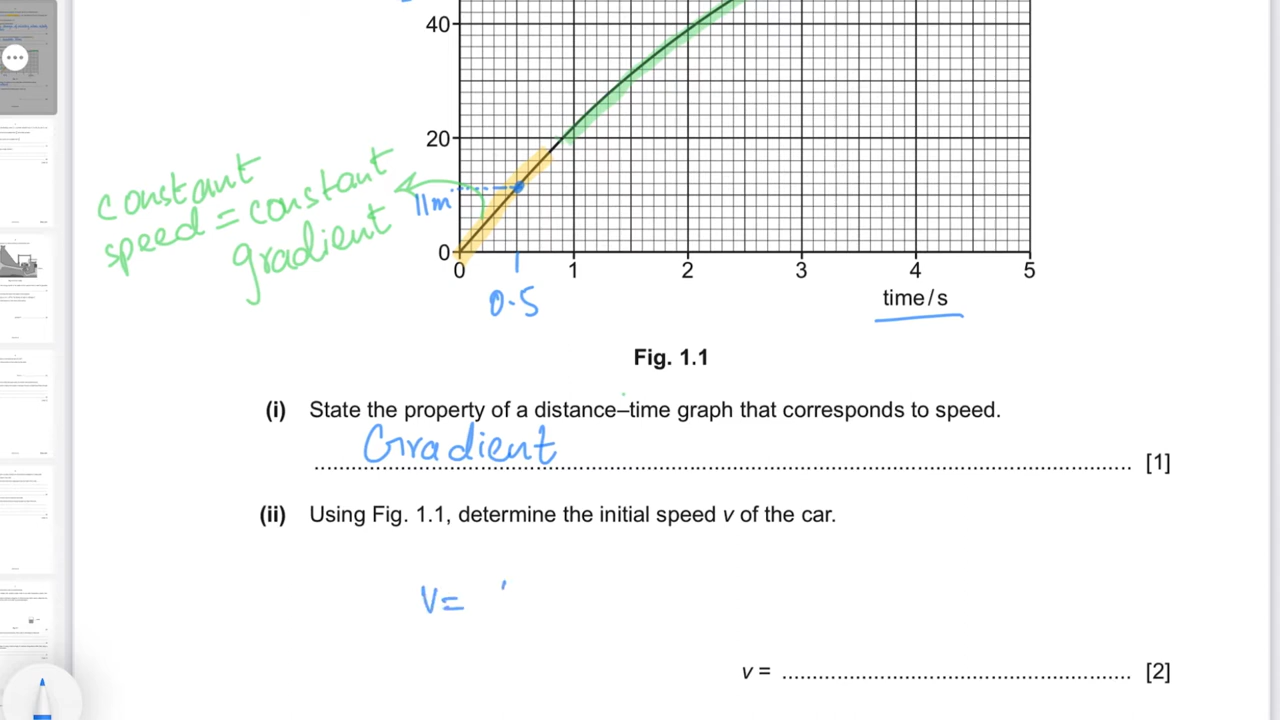 40
20
constant
speed = constant
gradient
11m
0
0 1 2 3 4 5
0.5
time / s
Fig. 1.1
(i) State the property of a distance–time graph that corresponds to speed.
Gradient
[1]
(ii) Using Fig. 1.1, determine the initial speed v of the car.
v=
v = [2]